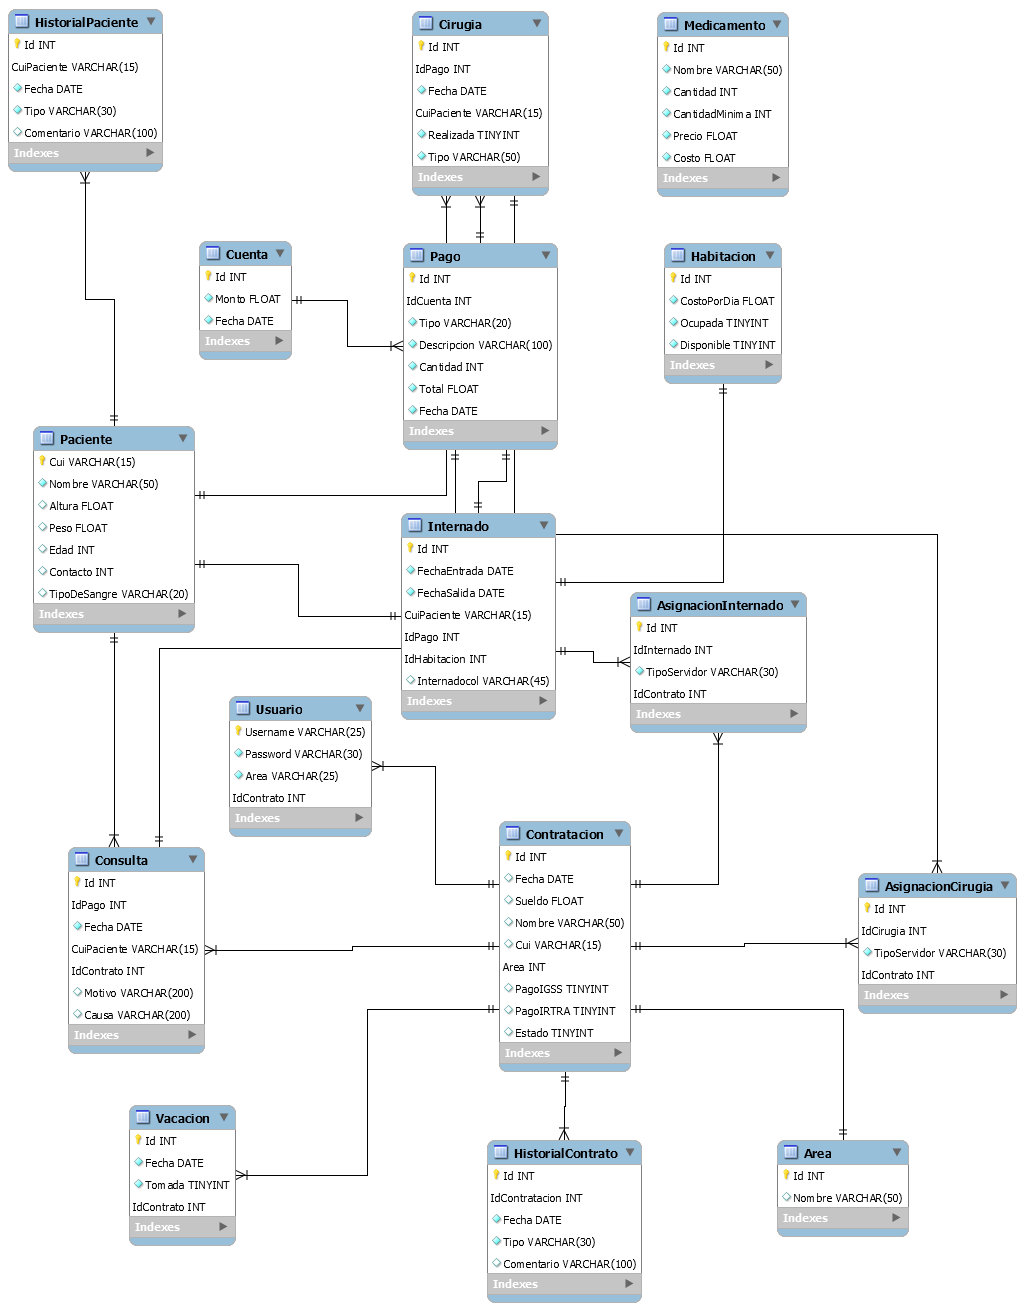 HistorialPaciente
Id INT
CuiPaciente VARCHAR(15)
Fecha DATE
Tipo VARCHAR(30)
Comentario VARCHAR(100)
Indexes
Cirugia
Id INT
IdPago INT
Fecha DATE
CuiPaciente VARCHAR(15)
Realizada TINYINT
Tipo VARCHAR(50)
Indexes
Medicamento
Id INT
Nombre VARCHAR(50)
Cantidad INT
CantidadMinima INT
Precio FLOAT
Costo FLOAT
Indexes
Cuenta
Id INT
Monto FLOAT
Fecha DATE
Indexes
Pago
Id INT
IdCuenta INT
Tipo VARCHAR(20)
Descripcion VARCHAR(100)
Cantidad INT
Total FLOAT
Fecha DATE
Indexes
Habitacion
Id INT
CostoPorDia FLOAT
Ocupada TINYINT
Disponible TINYINT
Indexes
Paciente
Cui VARCHAR(15)
Nombre VARCHAR(50)
Altura FLOAT
Peso FLOAT
Edad INT
Contacto INT
TipoDeSangre VARCHAR(20)
Indexes
Internado
Id INT
FechaEntrada DATE
FechaSalida DATE
CuiPaciente VARCHAR(15)
IdPago INT
IdHabitacion INT
Internadocol VARCHAR(45)
Indexes
AsignacionInternado
Id INT
IdInternado INT
TipoServidor VARCHAR(30)
IdContrato INT
Indexes
Usuario
Username VARCHAR(25)
Password VARCHAR(30)
Area VARCHAR(25)
IdContrato INT
Indexes
Contratacion
Id INT
Fecha DATE
Sueldo FLOAT
Nombre VARCHAR(50)
Cui VARCHAR(15)
Area INT
PagoIGSS TINYINT
PagoIRTRA TINYINT
Estado TINYINT
Indexes
Consulta
Id INT
IdPago INT
Fecha DATE
CuiPaciente VARCHAR(15)
IdContrato INT
Motivo VARCHAR(200)
Causa VARCHAR(200)
Indexes
AsignacionCirugia
Id INT
IdCirugia INT
TipoServidor VARCHAR(30)
IdContrato INT
Indexes
Vacacion
Id INT
Fecha DATE
Tomada TINYINT
IdContrato INT
Indexes
HistorialContrato
Id INT
IdContratacion INT
Fecha DATE
Tipo VARCHAR(30)
Comentario VARCHAR(100)
Indexes
Area
Id INT
Nombre VARCHAR(50)
Indexes